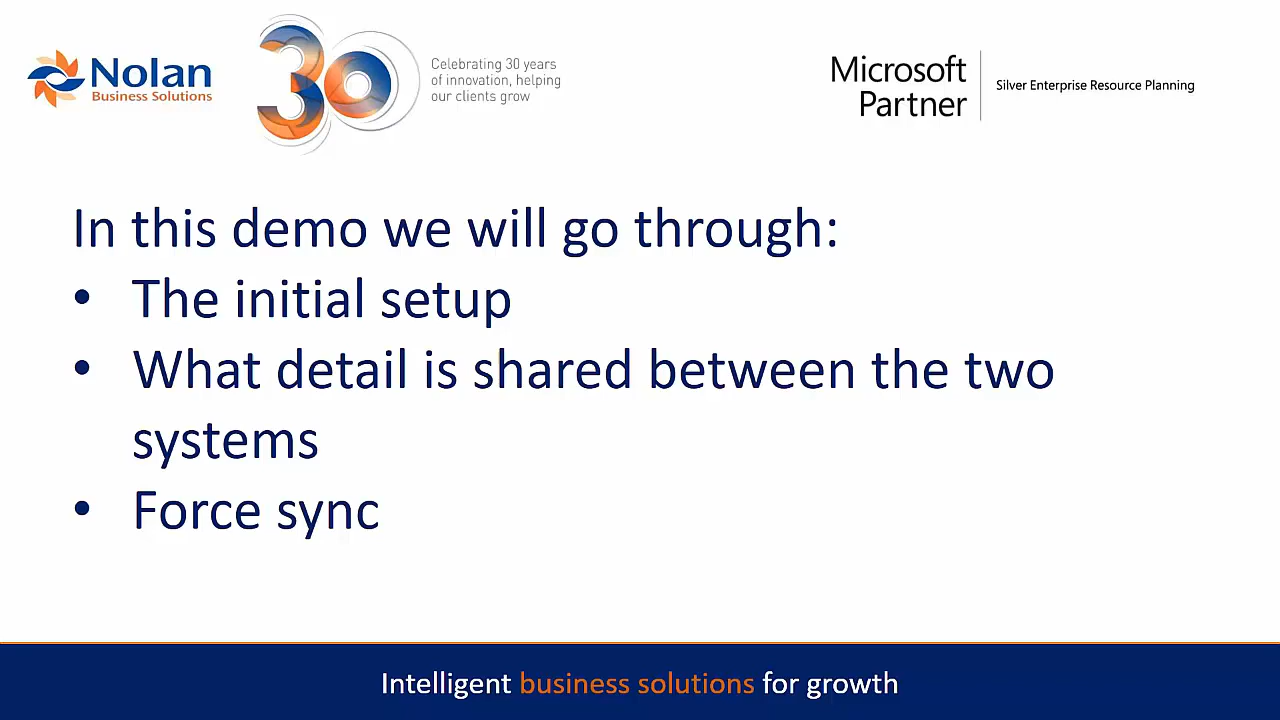 Nolan
Business Solutions
30
Celebrating 30 years
of innovation, helping
our clients grow
Microsoft
Partner
Silver Enterprise Resource Planning
In this demo we will go through:
• The initial setup
• What detail is shared between the two
systems
• Force sync
Intelligent business solutions for growth